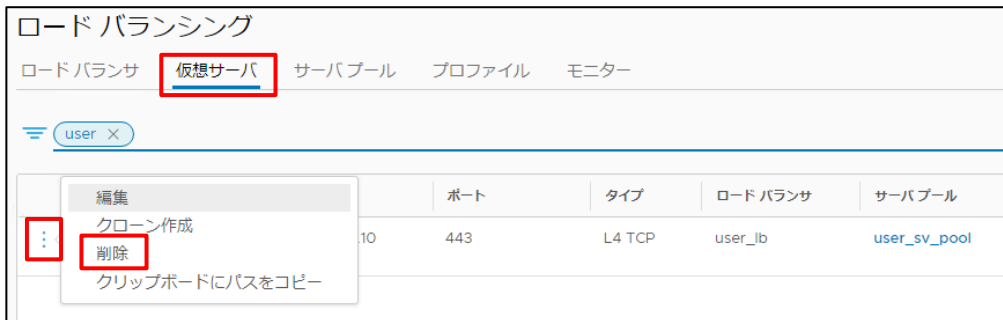 ロード バランシング
ロード バランサ 仮想サーバ サーバ プール プロファイル モニター
user ×
ポート タイプ ロード バランサ サーバ プール
編集
クローン作成
.10 443 L4 TCP user_lb user_sv_pool
削除
クリップボードにパスをコピー